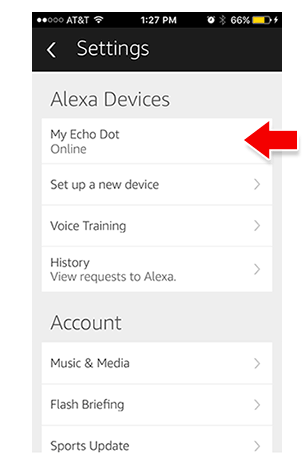 AT&T 1:27 PM 66%
Settings
Alexa Devices
My Echo Dot
Online
Set up a new device
Voice Training
History
View requests to Alexa.
Account
Music & Media
Flash Briefing
Sports Update